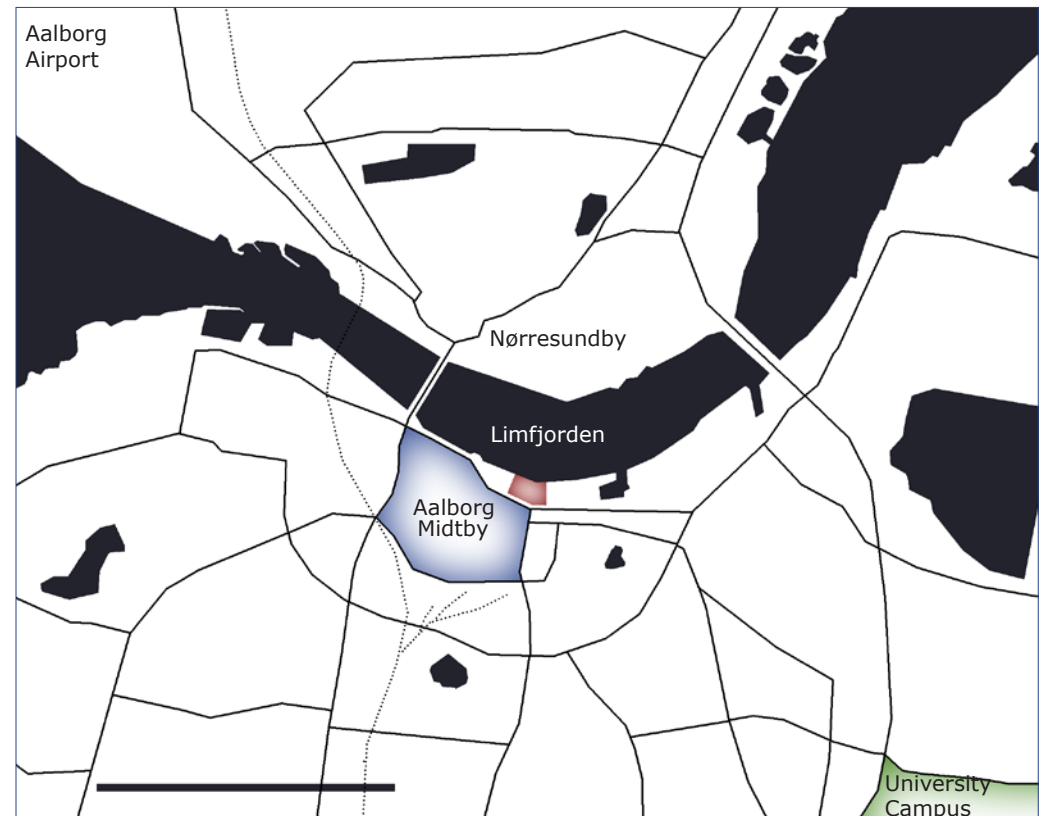 Aalborg
Airport
Nørresundby
Limfjorden
Aalborg
Midtby
University
Campus